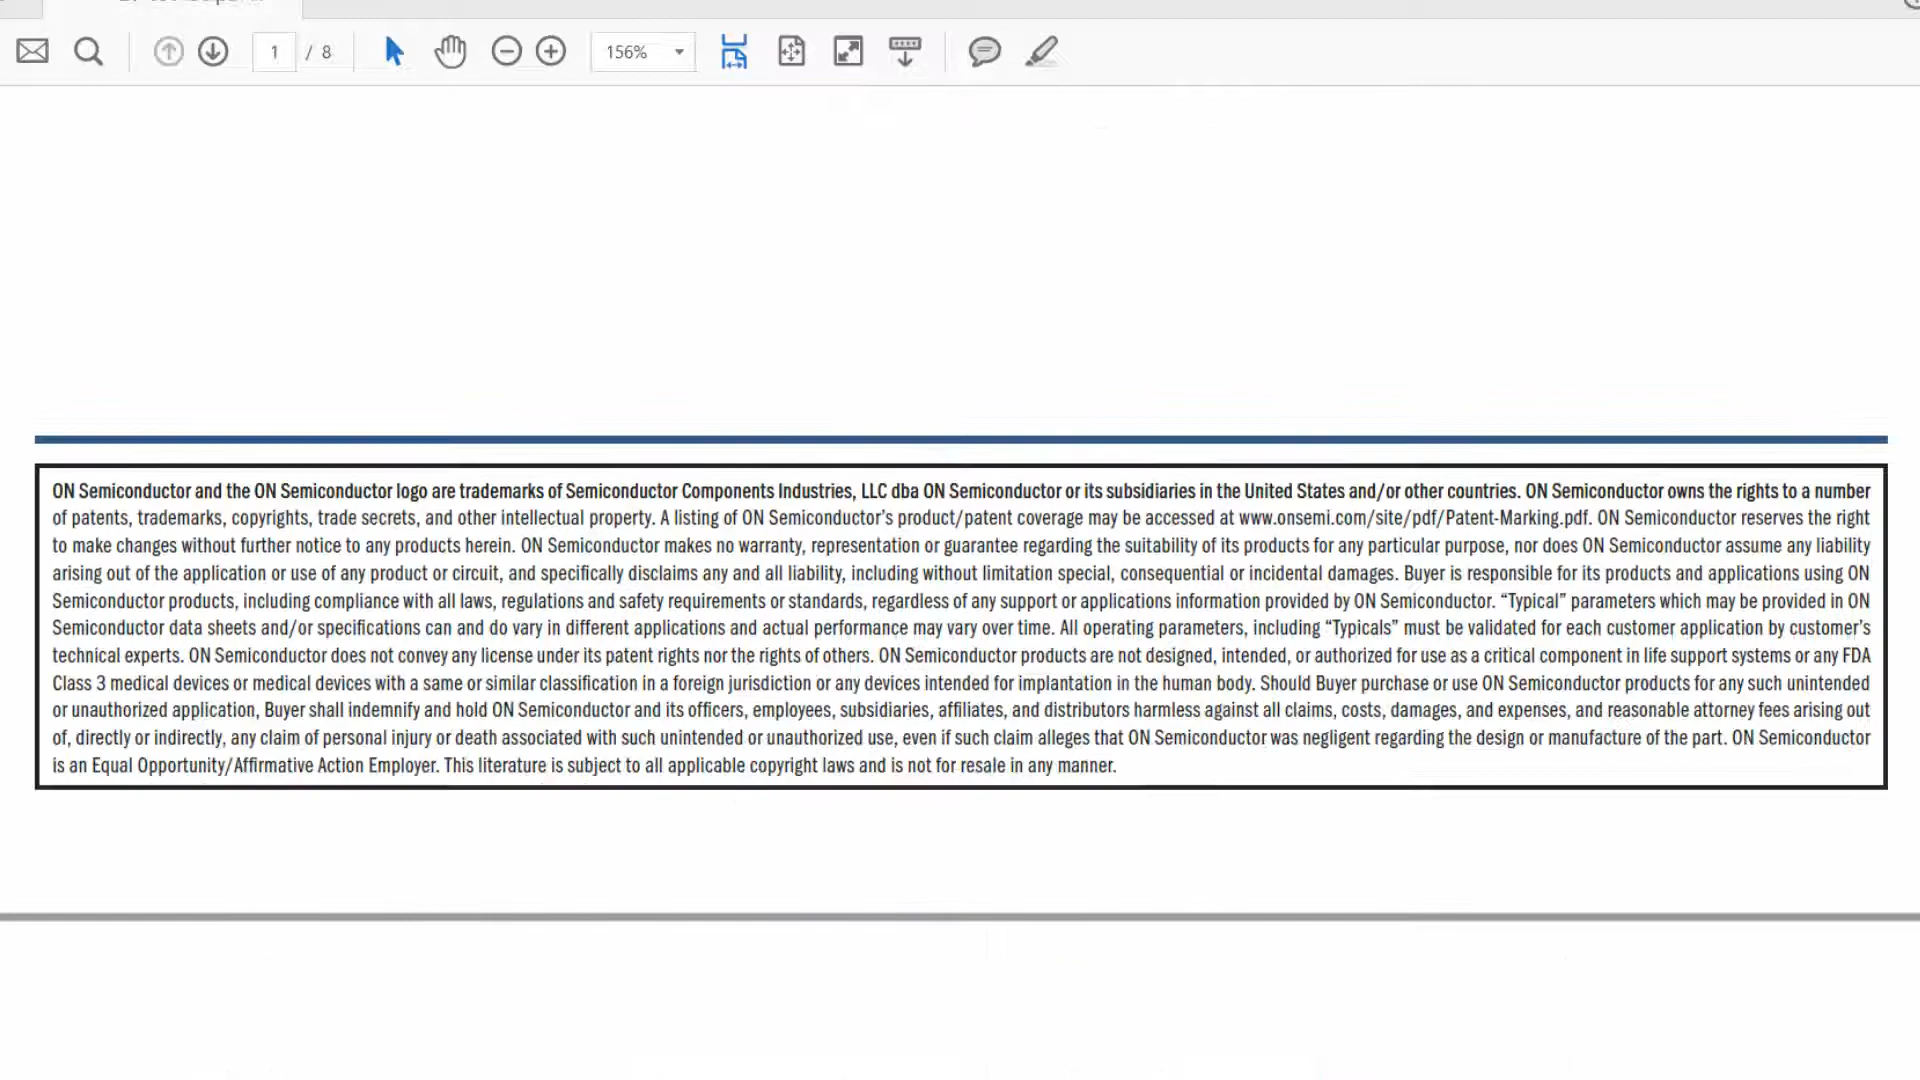 1 / 8
156%
ON Semiconductor and the ON Semiconductor logo are trademarks of Semiconductor Components Industries, LLC dba ON Semiconductor or its subsidiaries in the United States and/or other countries. ON Semiconductor owns the rights to a number
of patents, trademarks, copyrights, trade secrets, and other intellectual property. A listing of ON Semiconductor’s product/patent coverage may be accessed at www.onsemi.com/site/pdf/Patent-Marking.pdf. ON Semiconductor reserves the right
to make changes without further notice to any products herein. ON Semiconductor makes no warranty, representation or guarantee regarding the suitability of its products for any particular purpose, nor does ON Semiconductor assume any liability
arising out of the application or use of any product or circuit, and specifically disclaims any and all liability, including without limitation special, consequential or incidental damages. Buyer is responsible for its products and applications using ON
Semiconductor products, including compliance with all laws, regulations and safety requirements or standards, regardless of any support or applications information provided by ON Semiconductor. “Typical” parameters which may be provided in ON
Semiconductor data sheets and/or specifications can and do vary in different applications and actual performance may vary over time. All operating parameters, including “Typicals” must be validated for each customer application by customer’s
technical experts. ON Semiconductor does not convey any license under its patent rights nor the rights of others. ON Semiconductor products are not designed, intended, or authorized for use as a critical component in life support systems or any FDA
Class 3 medical devices or medical devices with a same or similar classification in a foreign jurisdiction or any devices intended for implantation in the human body. Should Buyer purchase or use ON Semiconductor products for any such unintended
or unauthorized application, Buyer shall indemnify and hold ON Semiconductor and its officers, employees, subsidiaries, affiliates, and distributors harmless against all claims, costs, damages, and expenses, and reasonable attorney fees arising out
of, directly or indirectly, any claim of personal injury or death associated with such unintended or unauthorized use, even if such claim alleges that ON Semiconductor was negligent regarding the design or manufacture of the part. ON Semiconductor
is an Equal Opportunity/Affirmative Action Employer. This literature is subject to all applicable copyright laws and is not for resale in any manner.